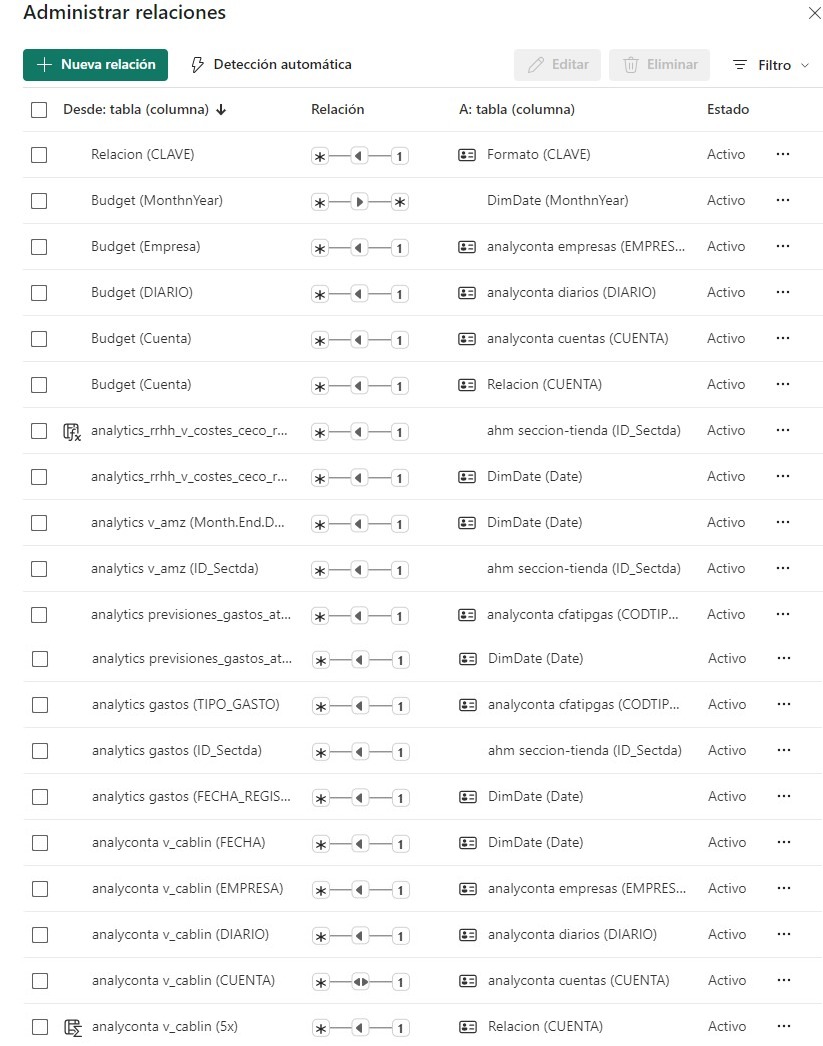 Administrar relaciones
Nueva relación Detección automática Editar Eliminar Filtro
Desde: tabla (columna) Relación A: tabla (columna) Estado
Relacion (CLAVE) * 1 Formato (CLAVE) Activo ...
Budget (MonthnYear) * * DimDate (MonthnYear) Activo ...
Budget (Empresa) * 1 analyconta empresas (EMPRES... Activo ...
Budget (DIARIO) * 1 analyconta diarios (DIARIO) Activo ...
Budget (Cuenta) * 1 analyconta cuentas (CUENTA) Activo ...
Budget (Cuenta) * 1 Relacion (CUENTA) Activo ...
analytics_rrhh_v_costes_ceco_r... * 1 ahm seccion-tienda (ID_Sectda) Activo ...
analytics_rrhh_v_costes_ceco_r... * 1 DimDate (Date) Activo ...
analytics v_amz (Month.End.D... * 1 DimDate (Date) Activo ...
analytics v_amz (ID_Sectda) * 1 ahm seccion-tienda (ID_Sectda) Activo ...
analytics previsiones_gastos_at... * 1 analyconta cfatipgas (CODTIP... Activo ...
analytics previsiones_gastos_at... * 1 DimDate (Date) Activo ...
analytics gastos (TIPO_GASTO) * 1 analyconta cfatipgas (CODTIP... Activo ...
analytics gastos (ID_Sectda) * 1 ahm seccion-tienda (ID_Sectda) Activo ...
analytics gastos (FECHA_REGIS... * 1 DimDate (Date) Activo ...
analyconta v_cablin (FECHA) * 1 DimDate (Date) Activo ...
analyconta v_cablin (EMPRESA) * 1 analyconta empresas (EMPRES... Activo ...
analyconta v_cablin (DIARIO) * 1 analyconta diarios (DIARIO) Activo ...
analyconta v_cablin (CUENTA) * 1 analyconta cuentas (CUENTA) Activo ...
analyconta v_cablin (5x) * 1 Relacion (CUENTA) Activo ...